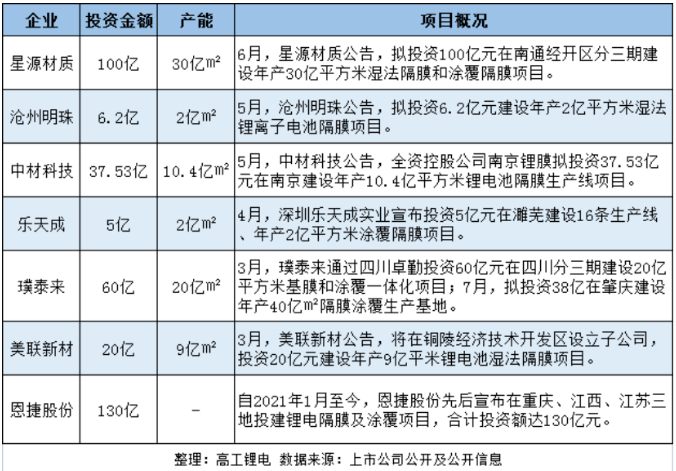 企业 投资金额 产能 项目概况
星源材质 100亿 30亿m² 6月，星源材质公告，拟投资100亿元在南通经开区分三期建
设年产30亿平方米湿法隔膜和涂覆隔膜项目。
沧州明珠 6.2亿 2亿m² 5月，沧州明珠公告，拟投资6.2亿元建设年产2亿平方米湿法
锂离子电池隔膜项目。
中材科技 37.53亿 10.4亿m² 5月，中材科技公告，全资控股公司南京锂膜拟投资37.53亿
元在南京建设年产10.4亿平方米锂电池隔膜生产线项目。
乐天成 5亿 2亿m² 4月，深圳乐天成实业宣布投资5亿元在濉芜建设16条生产线
、年产2亿平方米涂覆隔膜项目。
璞泰来 60亿 20亿m² 3月，璞泰来通过四川卓勤投资60亿元在四川分三期建设20亿
平方米基膜和涂覆一体化项目；7月，拟投资38亿在肇庆建设
年产40亿m²隔膜涂覆生产基地。
美联新材 20亿 9亿m² 3月，美联新材公告，将在铜陵经济技术开发区设立子公司，
投资20亿元建设年产9亿平米锂电池湿法隔膜项目。
恩捷股份 130亿 - 自2021年1月至今，恩捷股份先后宣布在重庆、江西、江苏三
地投建锂电隔膜及涂覆项目，合计投资额达130亿元。
整理：高工锂电 数据来源：上市公司公开及公开信息